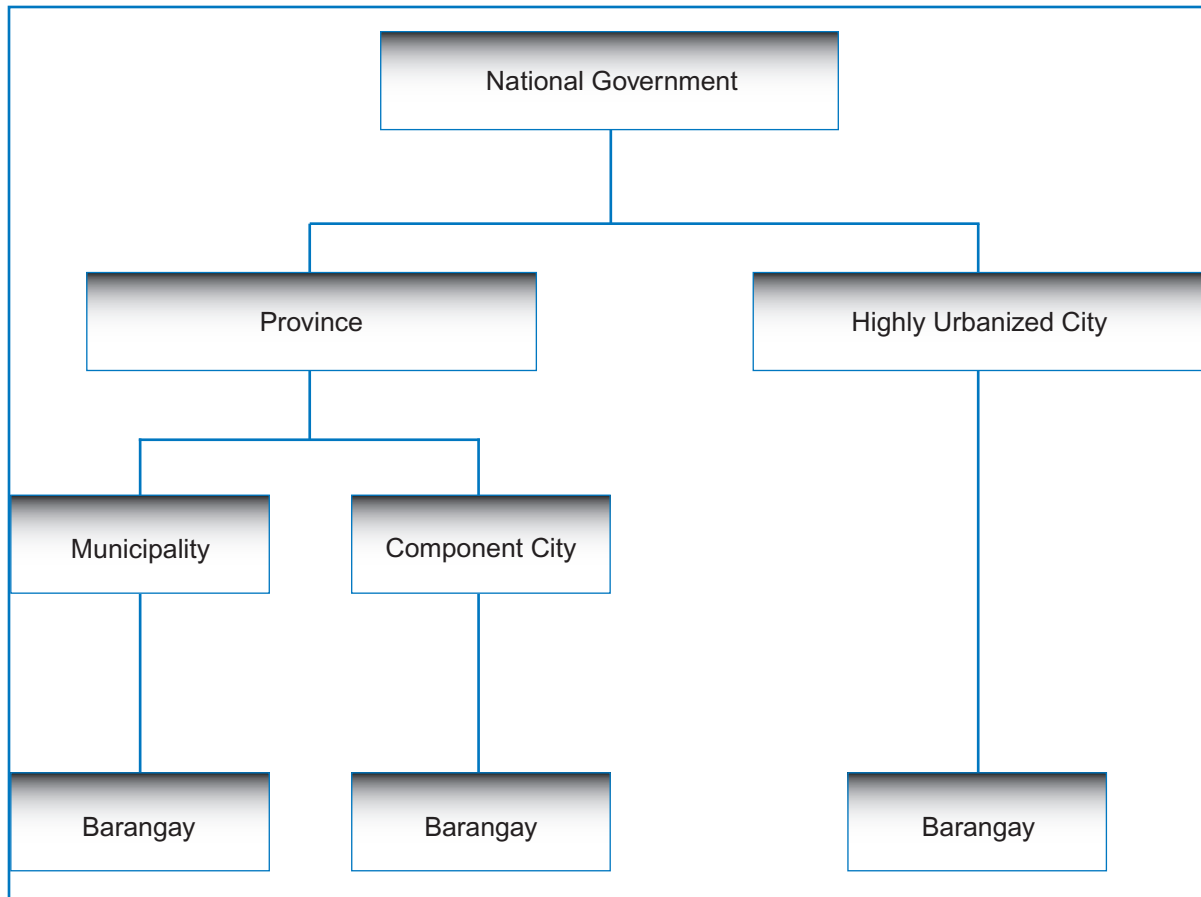 National Government
Province
Highly Urbanized City
Municipality
Component City
Barangay
Barangay
Barangay